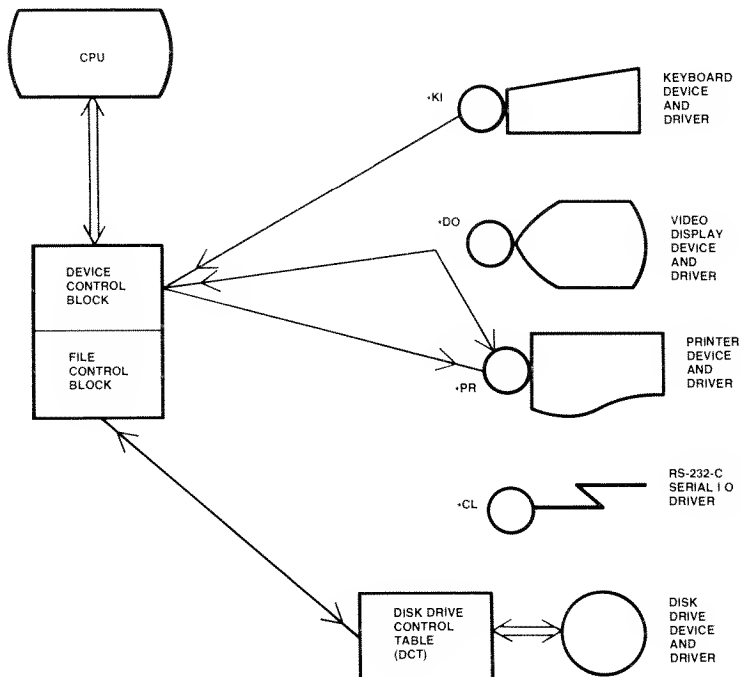 CPU
*KI
KEYBOARD
DEVICE
AND
DRIVER
*DO
VIDEO
DISPLAY
DEVICE
AND
DRIVER
DEVICE
CONTROL
BLOCK
FILE
CONTROL
BLOCK
*PR
PRINTER
DEVICE
AND
DRIVER
*CL
RS-232-C
SERIAL I O
DRIVER
DISK DRIVE
CONTROL
TABLE
(DCT)
DISK
DRIVE
DEVICE
AND
DRIVER